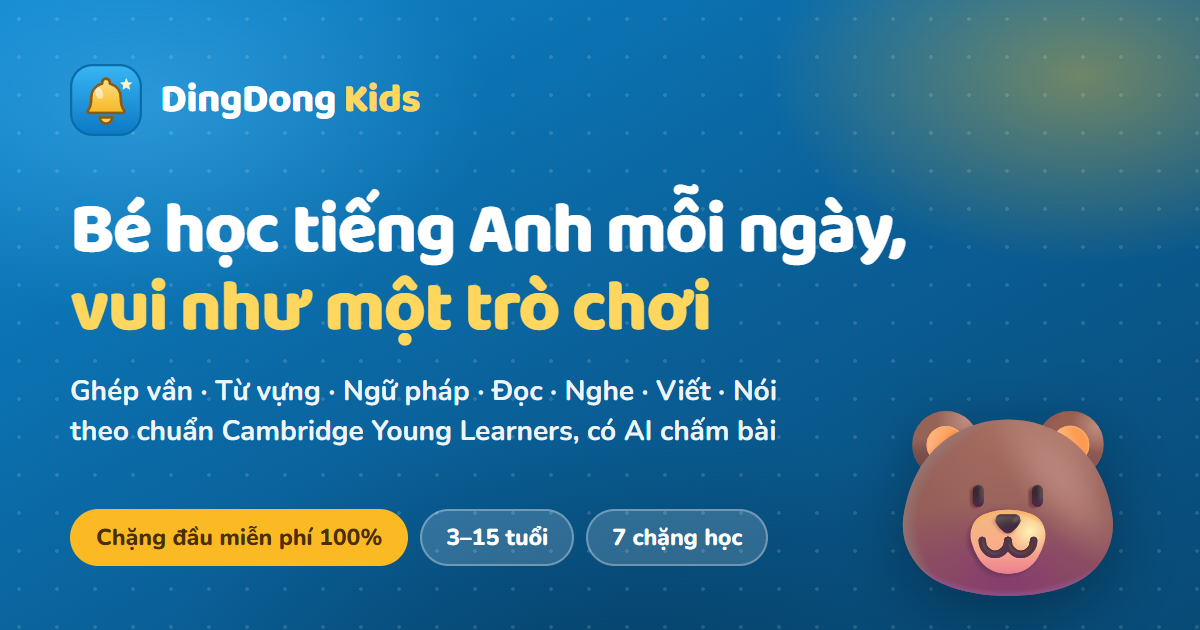 DingDong Kids
Bé học tiếng Anh mỗi ngày,
vui như một trò chơi
Ghép vần · Từ vựng · Ngữ pháp · Đọc · Nghe · Viết · Nói
theo chuẩn Cambridge Young Learners, có AI chấm bài
Chặng đầu miễn phí 100%
3–15 tuổi
7 chặng học